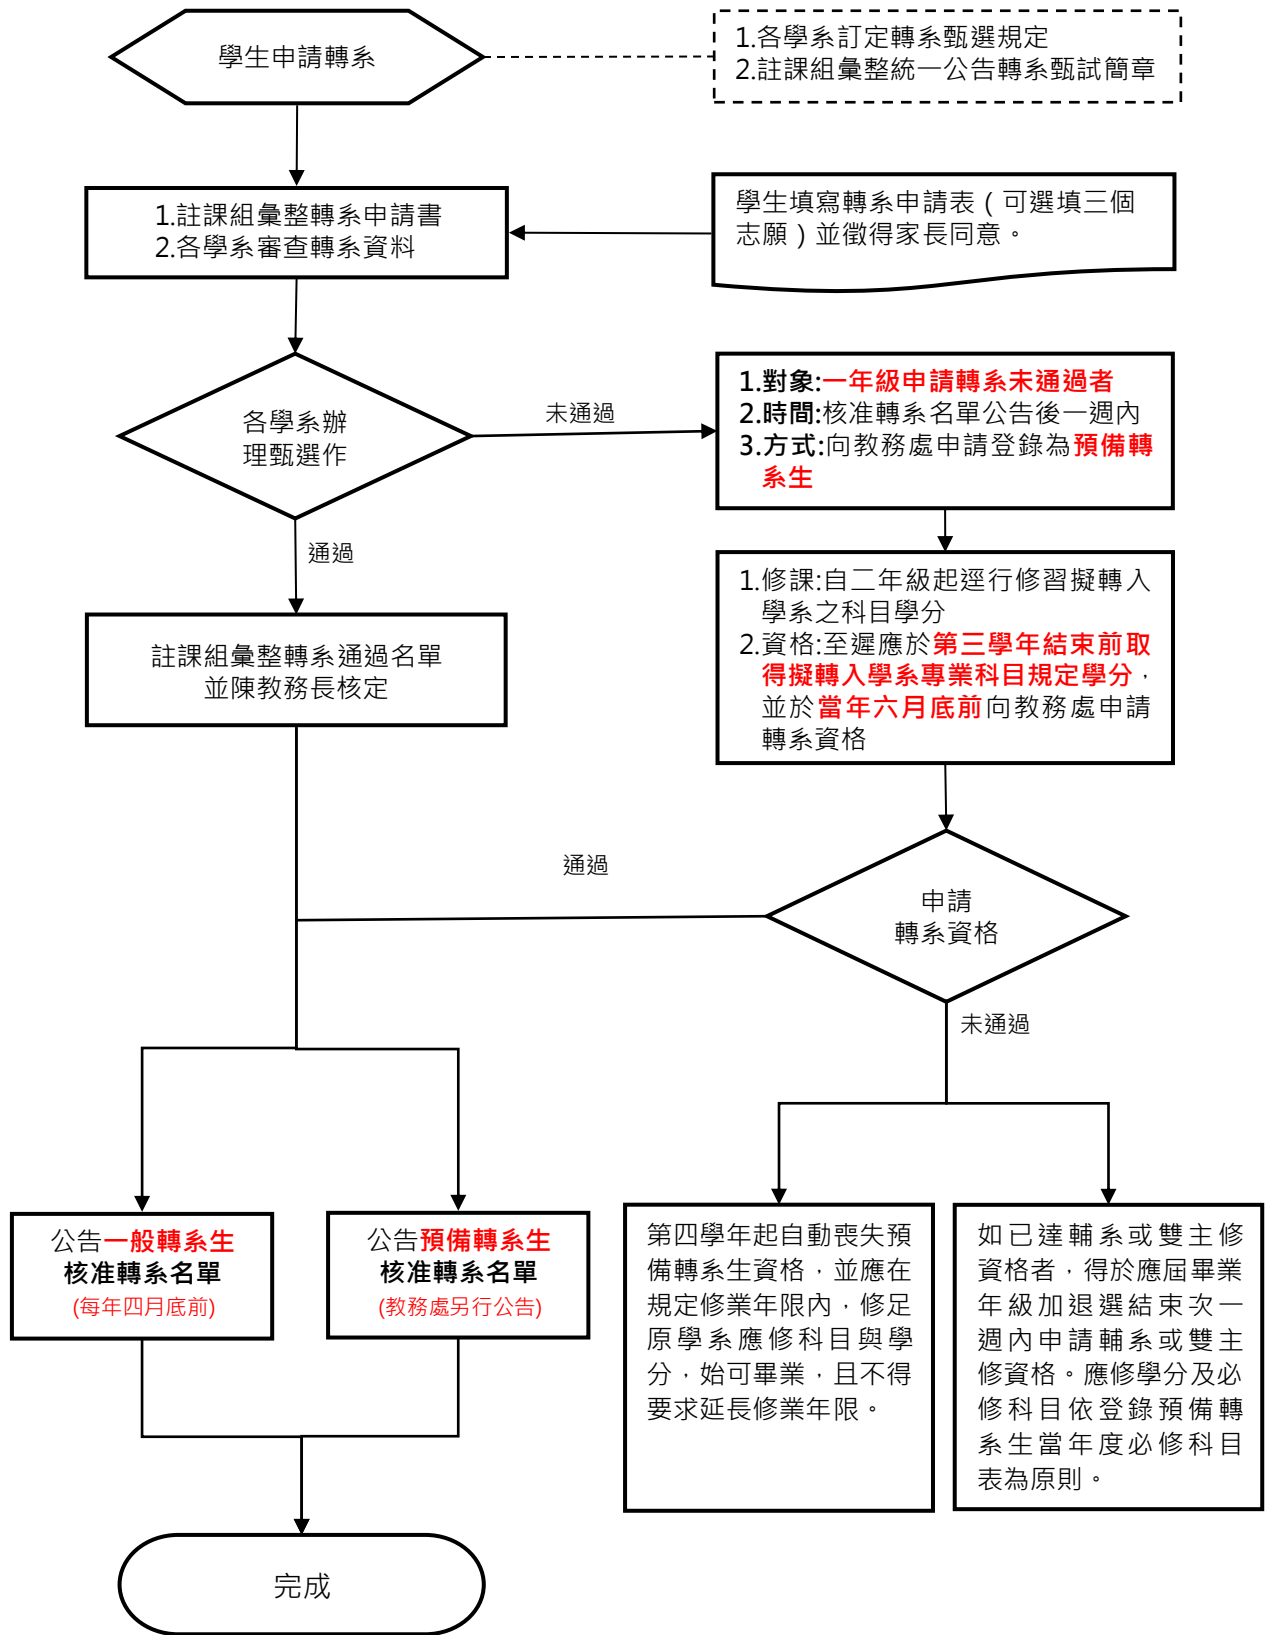 學生申請轉系
1.各學系訂定轉系甄選規定
2.註課組彙整統一公告轉系甄試簡章
1.註課組彙整轉系申請書
2.各學系審查轉系資料
學生填寫轉系申請表（可選填三個
志願）並徵得家長同意。
各學系辦
理甄選作
未通過
1.對象:一年級申請轉系未通過者
2.時間:核准轉系名單公告後一週內
3.方式:向教務處申請登錄為預備轉
系生
通過
註課組彙整轉系通過名單
並陳教務長核定
1.修課:自二年級起逕行修習擬轉入
學系之科目學分
2.資格:至遲應於第三學年結束前取
得擬轉入學系專業科目規定學分，
並於當年六月底前向教務處申請
轉系資格
通過
申請
轉系資格
未通過
公告一般轉系生
核准轉系名單
(每年四月底前)
公告預備轉系生
核准轉系名單
(教務處另行公告)
第四學年起自動喪失預
備轉系生資格，並應在
規定修業年限內，修足
原學系應修科目與學
分，始可畢業，且不得
要求延長修業年限。
如已達輔系或雙主修
資格者，得於應屆畢業
年級加退選結束次一
週內申請輔系或雙主
修資格。應修學分及必
修科目依登錄預備轉
系生當年度必修科目
表為原則。
完成